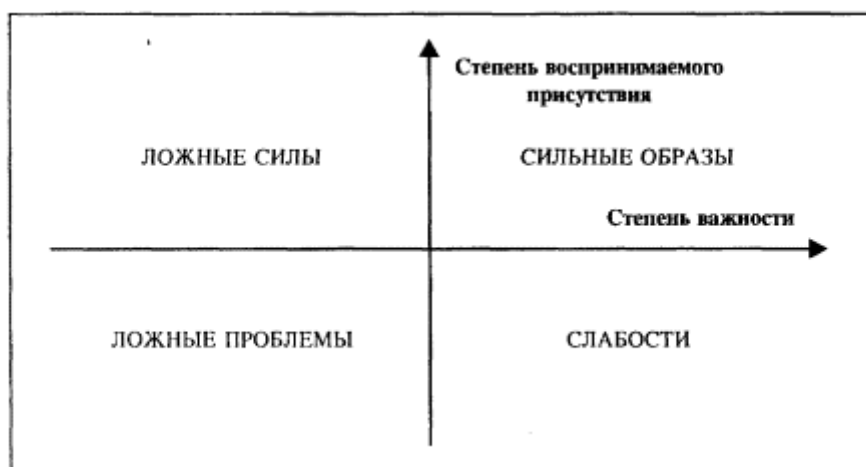 Степень воспринимаемого
присутствия
ЛОЖНЫЕ СИЛЫ
СИЛЬНЫЕ ОБРАЗЫ
Степень важности
ЛОЖНЫЕ ПРОБЛЕМЫ
СЛАБОСТИ